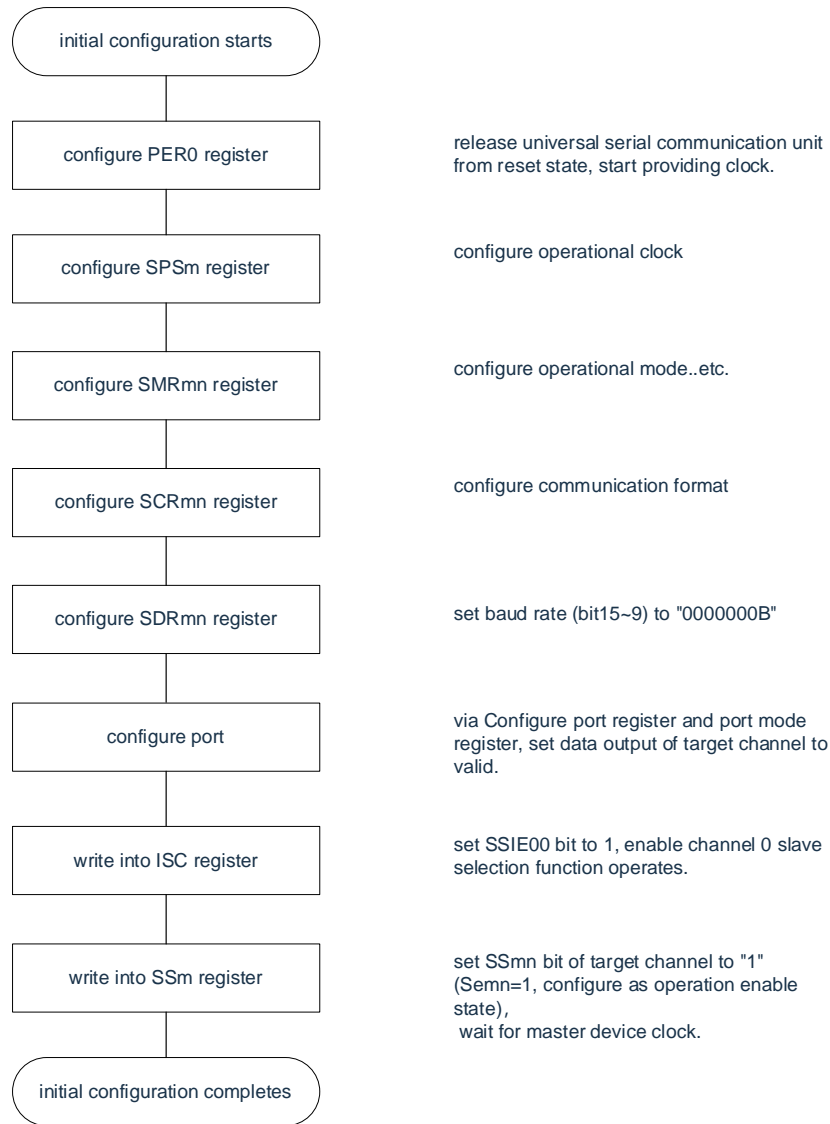 initial configuration starts
configure PER0 register
release universal serial communication unit
from reset state, start providing clock.
configure SPSm register
configure operational clock
configure SMRmn register
configure operational mode..etc.
configure SCRmn register
configure communication format
configure SDRmn register
set baud rate (bit15~9) to "0000000B"
configure port
via Configure port register and port mode
register, set data output of target channel to
valid.
write into ISC register
set SSIE00 bit to 1, enable channel 0 slave
selection function operates.
write into SSm register
set SSmn bit of target channel to "1"
(Semn=1, configure as operation enable
state),
wait for master device clock.
initial configuration completes